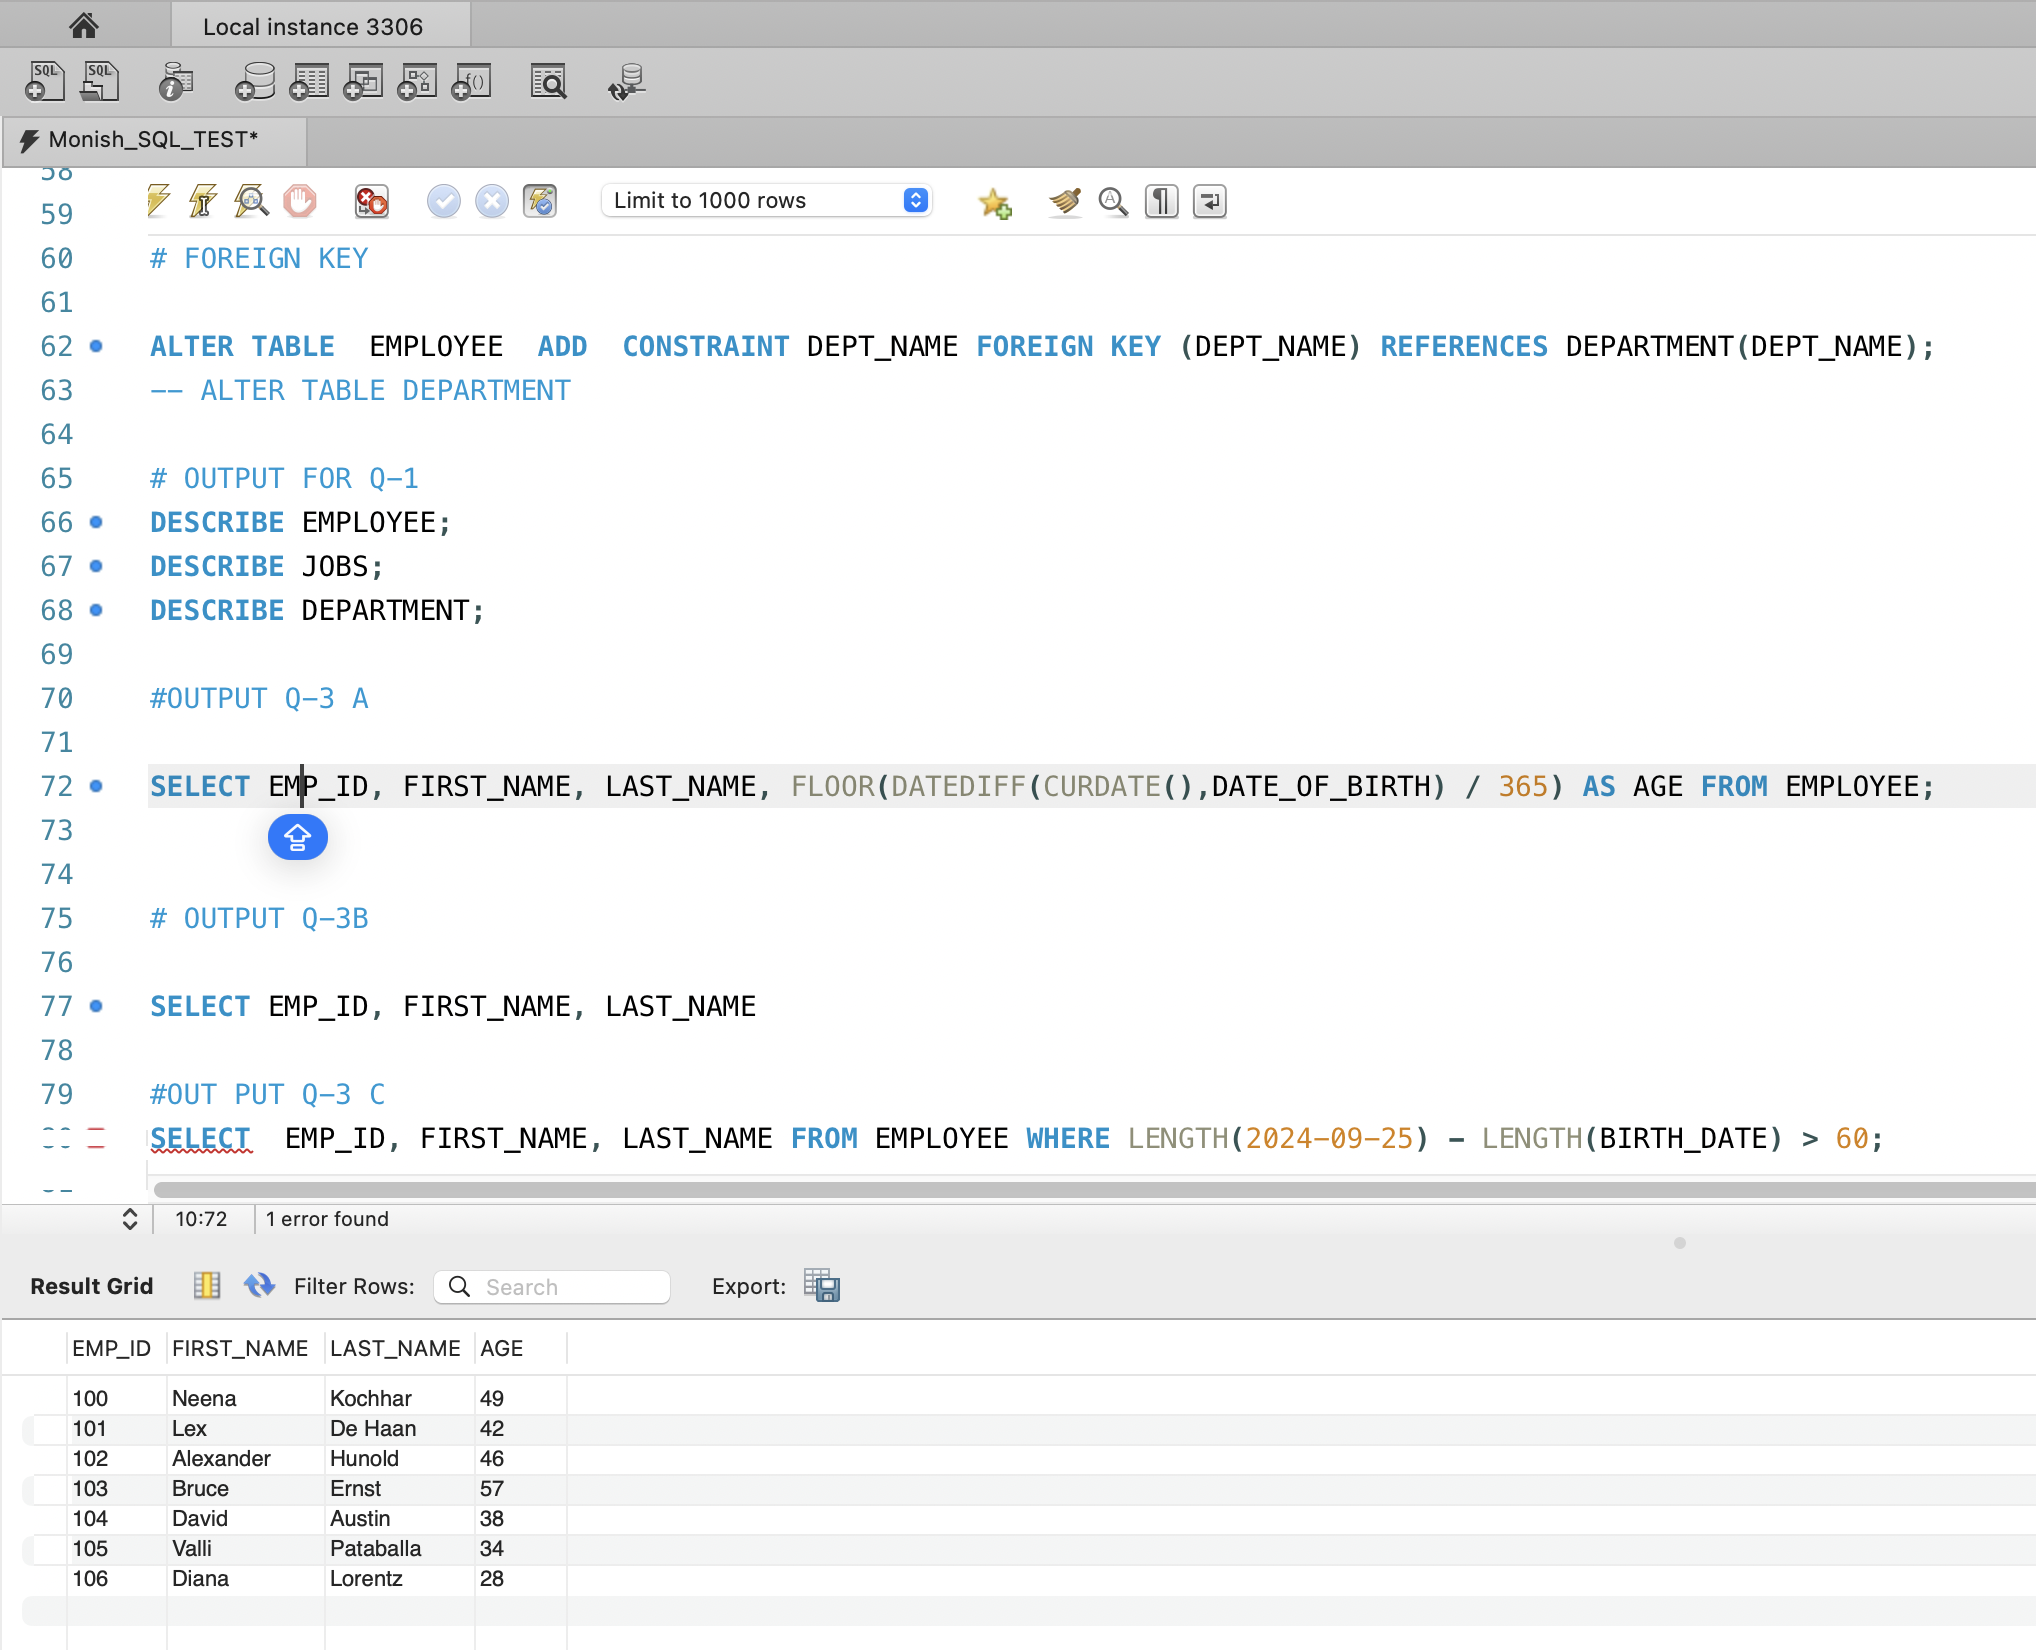 Local instance 3306
SQL SQL
Monish_SQL_TEST*
58
59 Limit to 1000 rows
60 # FOREIGN KEY
61
62 ALTER TABLE  EMPLOYEE  ADD  CONSTRAINT DEPT_NAME FOREIGN KEY (DEPT_NAME) REFERENCES DEPARTMENT(DEPT_NAME);
63 -- ALTER TABLE DEPARTMENT
64
65 # OUTPUT FOR Q-1
66 DESCRIBE EMPLOYEE;
67 DESCRIBE JOBS;
68 DESCRIBE DEPARTMENT;
69
70 #OUTPUT Q-3 A
71
72 SELECT EMP_ID, FIRST_NAME, LAST_NAME, FLOOR(DATEDIFF(CURDATE(),DATE_OF_BIRTH) / 365) AS AGE FROM EMPLOYEE;
73
74
75 # OUTPUT Q-3B
76
77 SELECT EMP_ID, FIRST_NAME, LAST_NAME
78
79 #OUT PUT Q-3 C
SELECT  EMP_ID, FIRST_NAME, LAST_NAME FROM EMPLOYEE WHERE LENGTH(2024-09-25) - LENGTH(BIRTH_DATE) > 60;
10:72 1 error found
Result Grid Filter Rows: Search Export:
EMP_ID FIRST_NAME LAST_NAME AGE
100 Neena Kochhar 49
101 Lex De Haan 42
102 Alexander Hunold 46
103 Bruce Ernst 57
104 David Austin 38
105 Valli Pataballa 34
106 Diana Lorentz 28